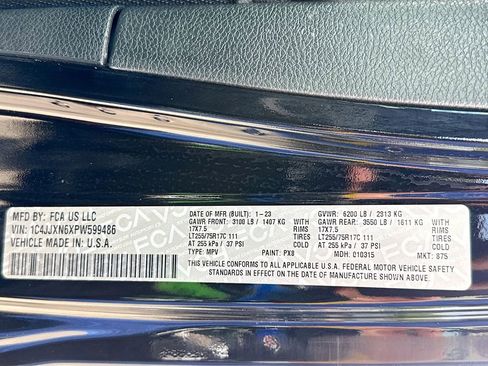 MFD BY: FCA US LLC
VIN: 1C4JJXN6XPW599486
VEHICLE MADE IN U.S.A.
DATE OF MFR (BUILT): 1-23 GVWR: 6200 LB / 2813 KG
GAWR FRONT: 3100 LB / 1407 KG GAWR REAR: 3550 LB / 1611 KG
17X7.5 RIMS 17X7.5 RIMS
LT255/75R17C 111 TIRES LT255/75R17C 111 TIRES
AT 255 kPa / 37 PSI COLD AT 255 kPa / 37 PSI COLD
TYPE: MPV PAINT: PX8 MDH: 010315 MKT: 875
THIS VEHICLE CONFORMS TO ALL APPLICABLE U.S.A. FEDERAL MOTOR VEHICLE
SAFETY STANDARDS IN EFFECT ON THE DATE OF MANUFACTURE SHOWN ABOVE.